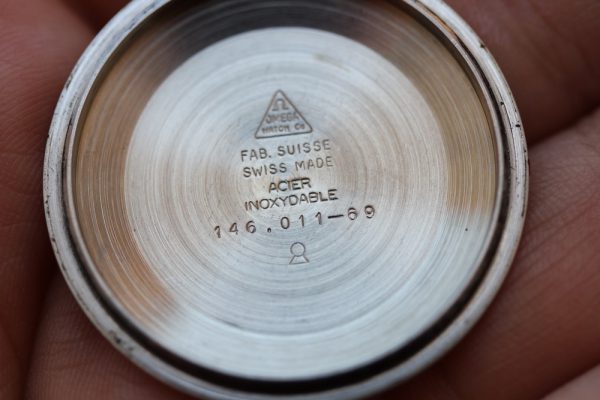 Ω
OMEGA
WATCH Co
FAB. SUISSE
SWISS MADE
ACIER
INOXYDABLE
146.011-69